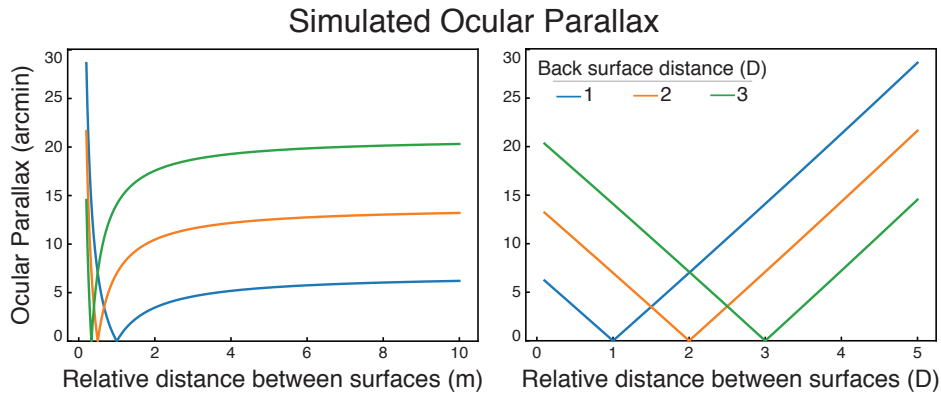 Simulated Ocular Parallax
Ocular Parallax (arcmin)
30
25
20
15
10
5
0
0 2 4 6 8 10
Relative distance between surfaces (m)
30
25
20
15
10
5
0
Back surface distance (D)
1 2 3
0 1 2 3 4 5
Relative distance between surfaces (D)